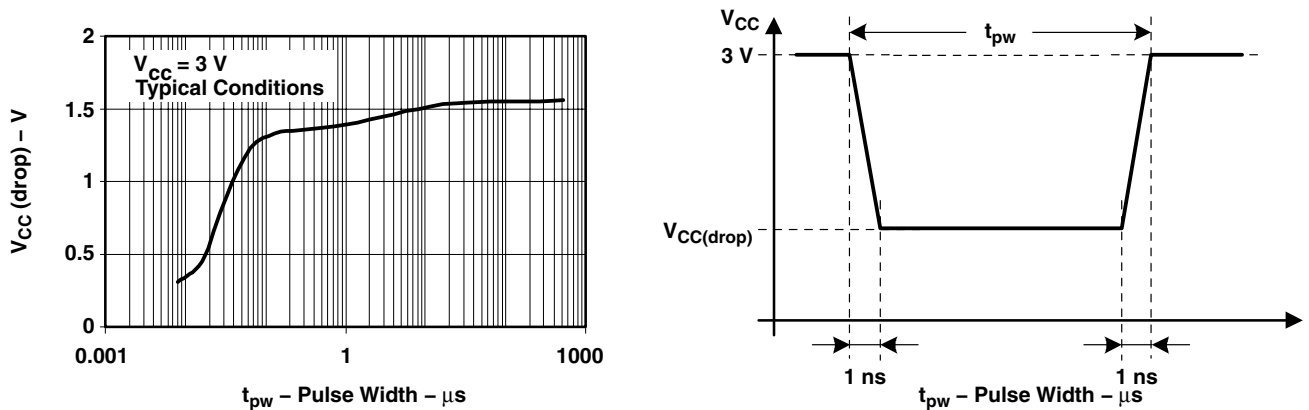 2
V_CC = 3 V
Typical Conditions
1.5
1
0.5
0
V_CC (drop) – V
0.001
1
1000
t_pw – Pulse Width – μs
V_CC
t_pw
3 V
V_CC(drop)
1 ns
1 ns
t_pw – Pulse Width – μs